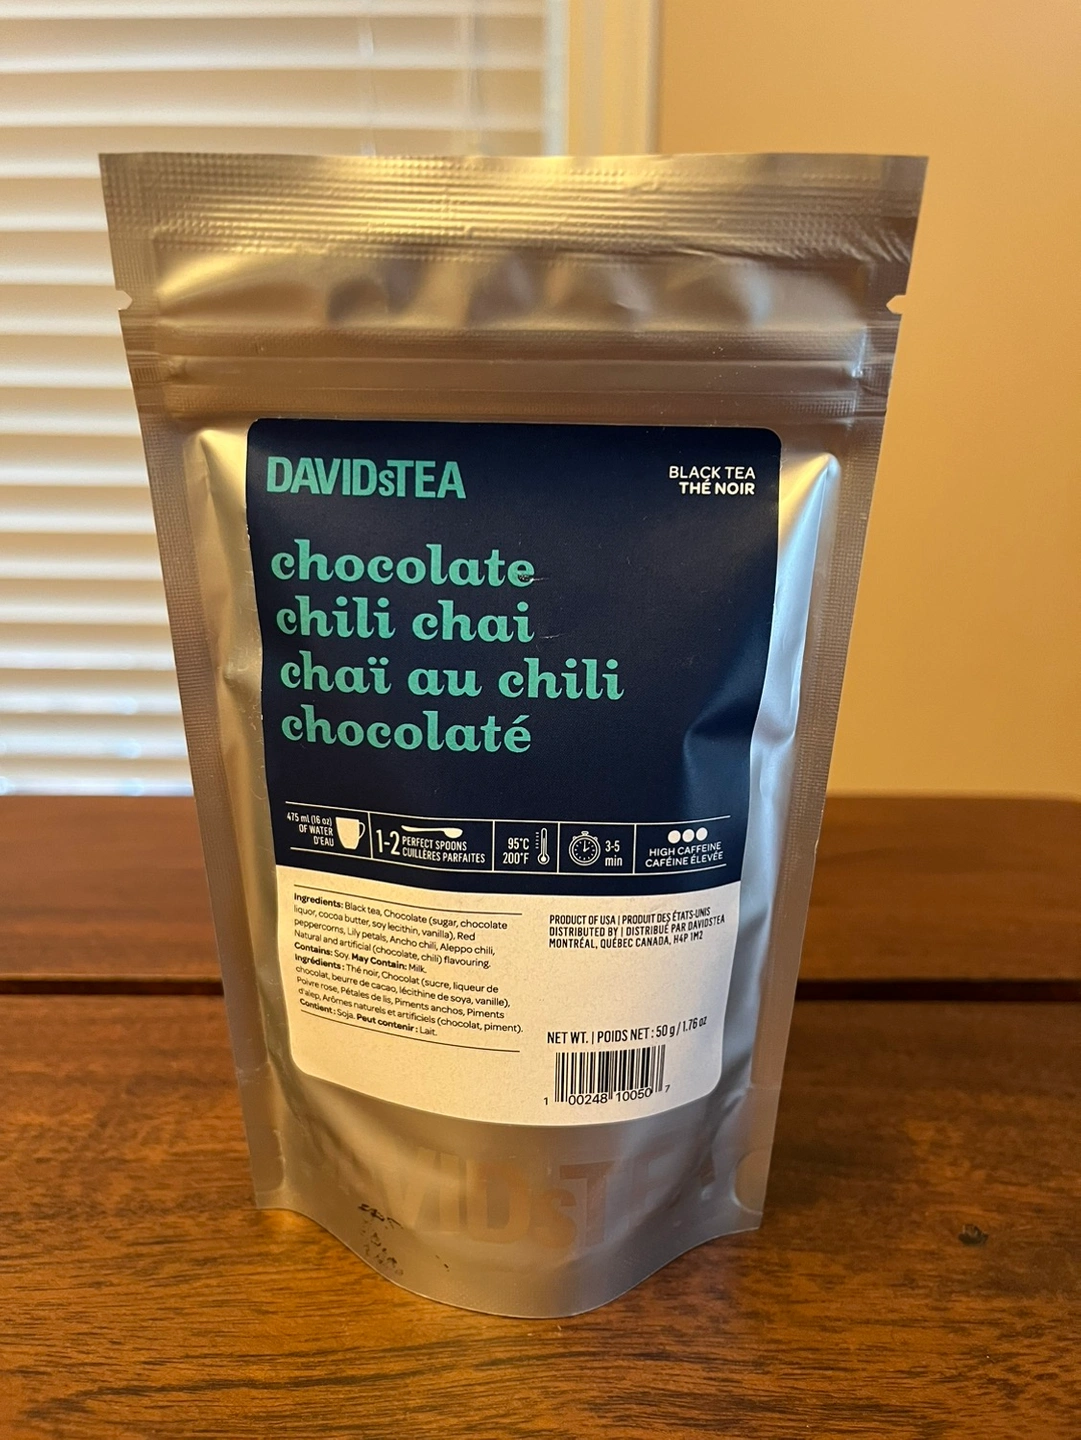 DAVIDsTEA
BLACK TEA
THÉ NOIR
chocolate
chili chai
chaï au chili
chocolaté
475 ml (16 oz)
OF WATER
D'EAU
1-2 PERFECT SPOONS
CUILLÈRES PARFAITES
95°C
200°F
3-5
min
HIGH CAFFEINE
CAFÉINE ÉLEVÉE
Ingredients: Black tea, Chocolate (sugar, chocolate
liquor, cocoa butter, soy lecithin, vanilla), Red
peppercorns, Lily petals, Ancho chili, Aleppo chili,
Natural and artificial (chocolate, chili) flavouring.
Contains: Soy. May Contain: Milk.
Ingrédients : Thé noir, Chocolat (sucre, liqueur de
chocolat, beurre de cacao, lécithine de soya, vanille),
Poivre rose, Pétales de lis, Piments anchos, Piments
d'alep, Arômes naturels et artificiels (chocolat, piment).
Contient : Soja. Peut contenir : Lait.
PRODUCT OF USA | PRODUIT DES ÉTATS-UNIS
DISTRIBUTED BY | DISTRIBUÉ PAR DAVIDSTEA
MONTRÉAL, QUÉBEC CANADA, H4P 1M2
NET WT. | POIDS NET : 50 g / 1.76 oz
1 00248 10050 7
DAVIDsTEA